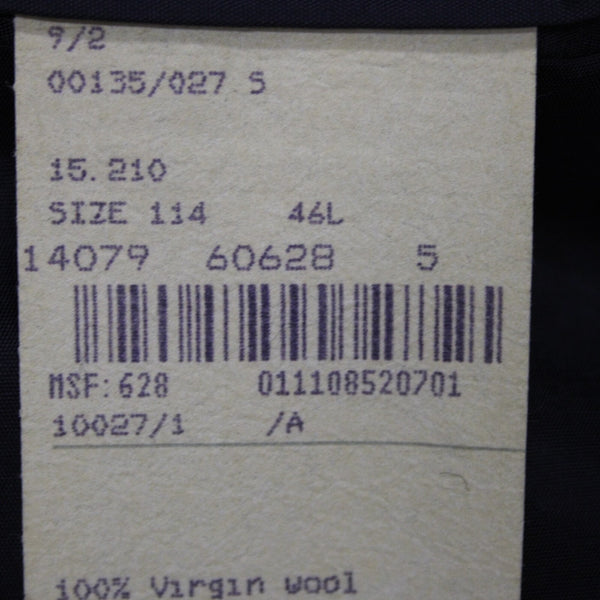 9/2
00135/027 S
15.210
SIZE 114 46L
14079 60628 5
MSF:628 011108520701
10027/1 /A
100% Virgin wool